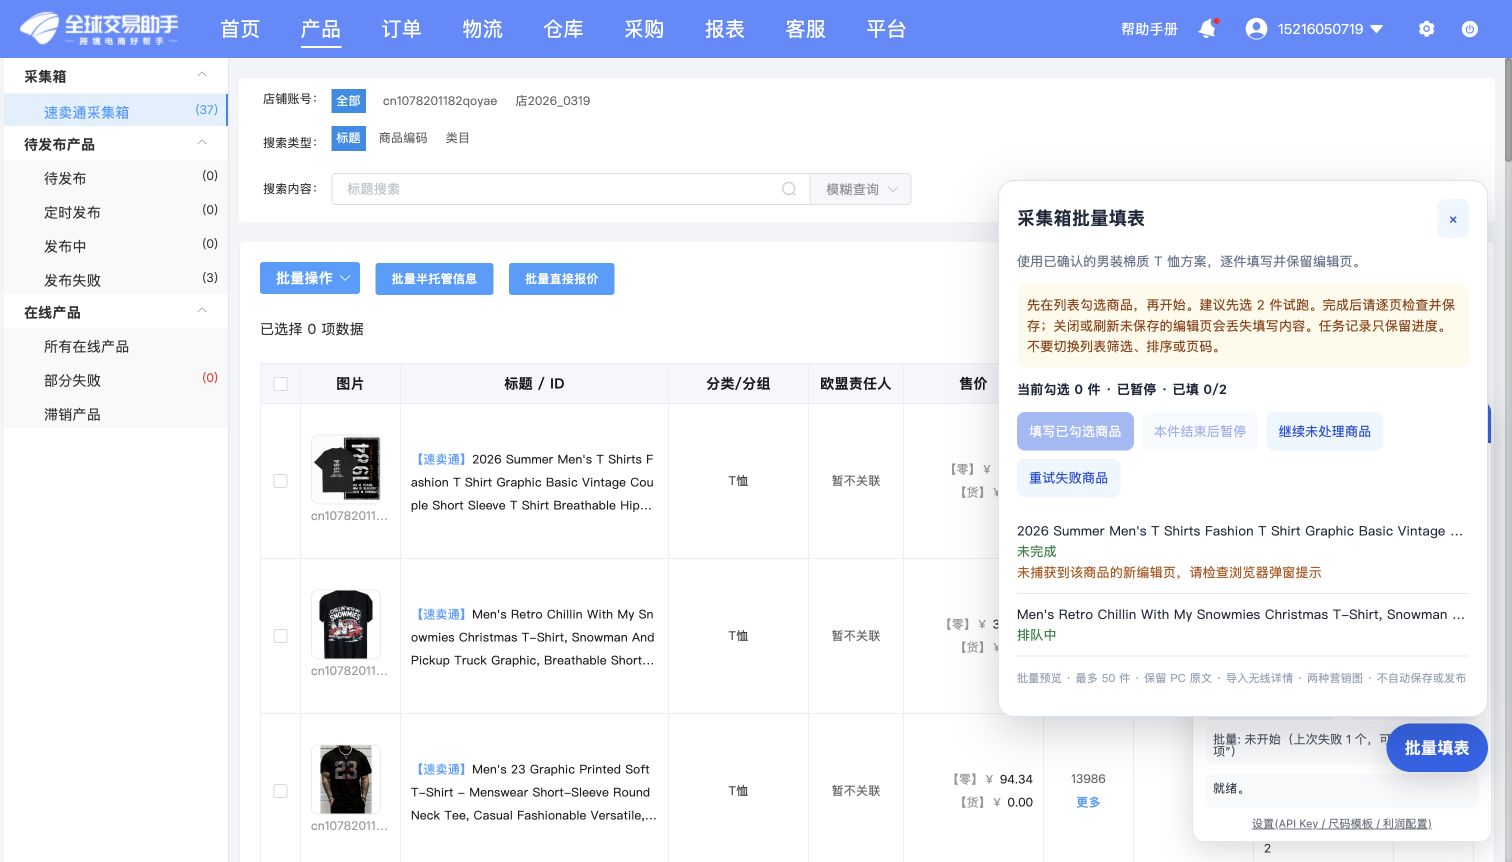 全球交易助手
跨境电商好帮手
首页 产品 订单 物流 仓库 采购 报表 客服 平台
帮助手册 15216050719
采集箱
速卖通采集箱 (37)
待发布产品
待发布 (0)
定时发布 (0)
发布中 (0)
发布失败 (3)
在线产品
所有在线产品
部分失败 (0)
滞销产品
店铺账号： 全部 cn1078201182qoyae 店2026_0319
搜索类型： 标题 商品编码 类目
搜索内容： 标题搜索 模糊查询
批量操作 批量半托管信息 批量直接报价
已选择 0 项数据
图片 标题 / ID 分类/分组 欧盟责任人 售价
【速卖通】2026 Summer Men's T Shirts F
ashion T Shirt Graphic Basic Vintage Cou
ple Short Sleeve T Shirt Breathable Hip...
cn10782011...
T恤 暂不关联
【零】 ¥
【货】 ¥
【速卖通】Men's Retro Chillin With My Sn
owmies Christmas T-Shirt, Snowman And
Pickup Truck Graphic, Breathable Short...
cn10782011...
T恤 暂不关联
【零】 ¥ 3
【货】 ¥
【速卖通】Men's 23 Graphic Printed Soft
T-Shirt - Menswear Short-Sleeve Round
Neck Tee, Casual Fashionable Versatile,...
cn10782011...
T恤 暂不关联
【零】 ¥ 94.34
【货】 ¥ 0.00
13986
更多
2
采集箱批量填表 ×
使用已确认的男装棉质 T 恤方案，逐件填写并保留编辑页。
先在列表勾选商品，再开始。建议先选 2 件试跑。完成后请逐页检查并保
存；关闭或刷新未保存的编辑页会丢失填写内容。任务记录只保留进度。
不要切换列表筛选、排序或页码。
当前勾选 0 件 · 已暂停 · 已填 0/2
填写已勾选商品 本件结束后暂停 继续未处理商品
重试失败商品
2026 Summer Men's T Shirts Fashion T Shirt Graphic Basic Vintage ...
未完成
未捕获到该商品的新编辑页，请检查浏览器弹窗提示
Men's Retro Chillin With My Snowmies Christmas T-Shirt, Snowman ...
排队中
批量预览 · 最多 50 件 · 保留 PC 原文 · 导入无线详情 · 两种营销图 · 不自动保存或发布
批量: 未开始（上次失败 1 个，可
项"）
批量填表
就绪。
设置(API Key / 尺码模板 / 利润配置)
1984
1984
CHILLIN' WITH MY
SNOWMIES
23